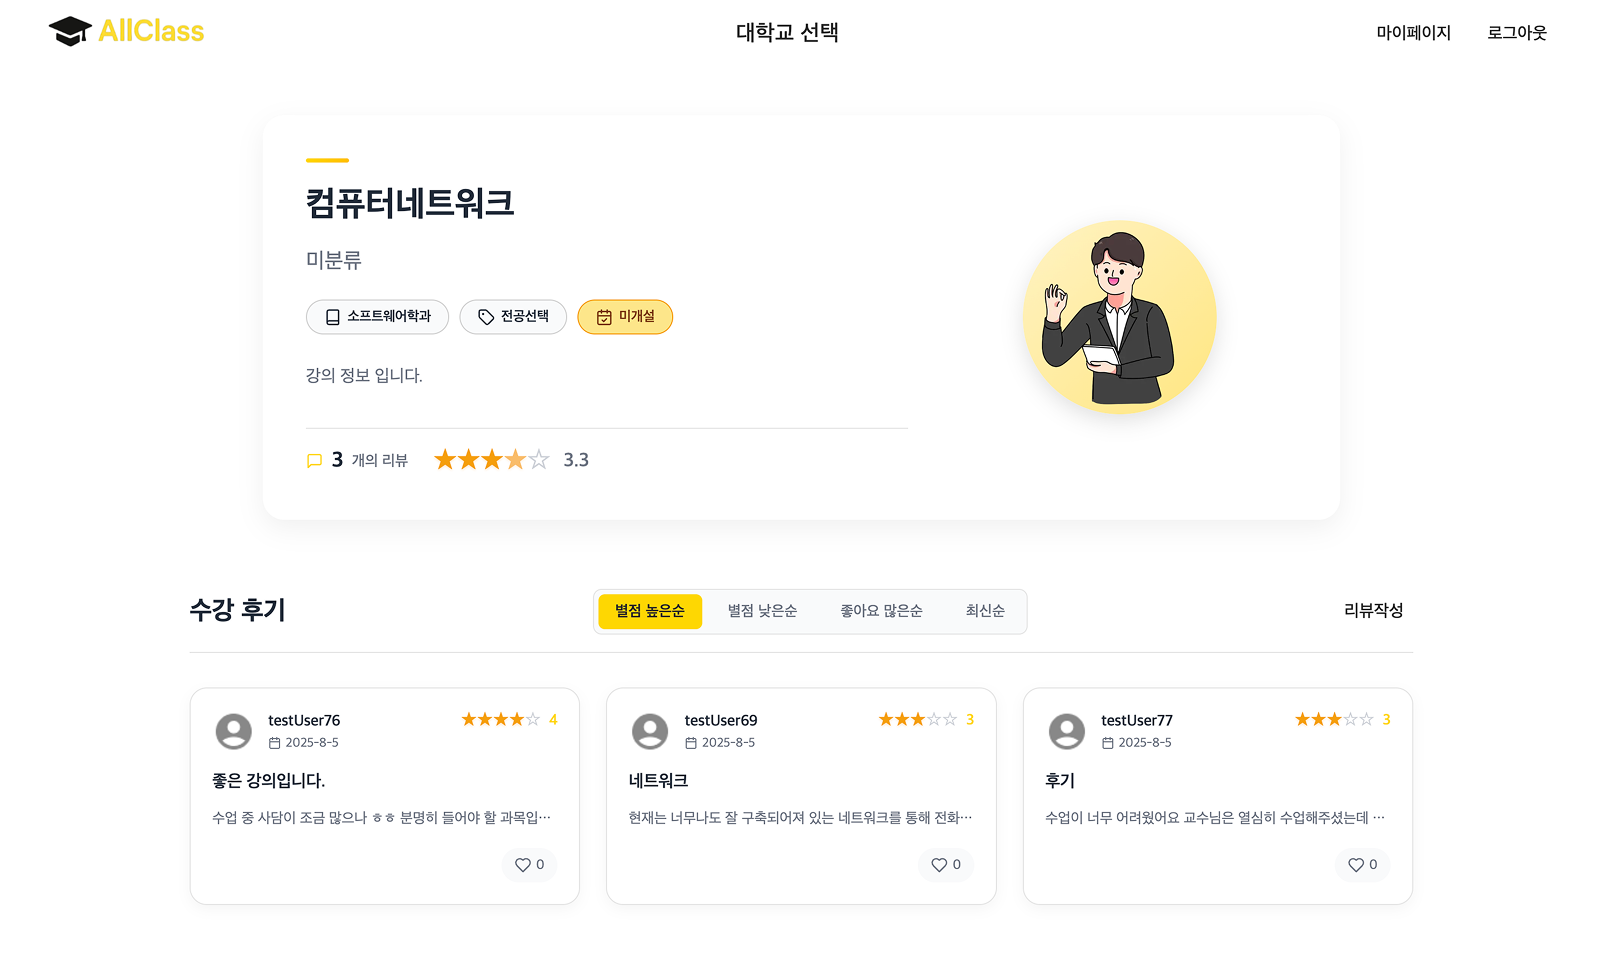 AllClass
대학교 선택
마이페이지
로그아웃
컴퓨터네트워크
미분류
소프트웨어학과
전공선택
미개설
강의 정보 입니다.
3 개의 리뷰
3.3
수강 후기
별점 높은순
별점 낮은순
좋아요 많은순
최신순
리뷰작성
testUser76
4
2025-8-5
좋은 강의입니다.
수업 중 사담이 조금 많으나 ㅎㅎ 분명히 들어야 할 과목입…
0
testUser69
3
2025-8-5
네트워크
현재는 너무나도 잘 구축되어져 있는 네트워크를 통해 전화…
0
testUser77
3
2025-8-5
후기
수업이 너무 어려웠어요 교수님은 열심히 수업해주셨는데 …
0